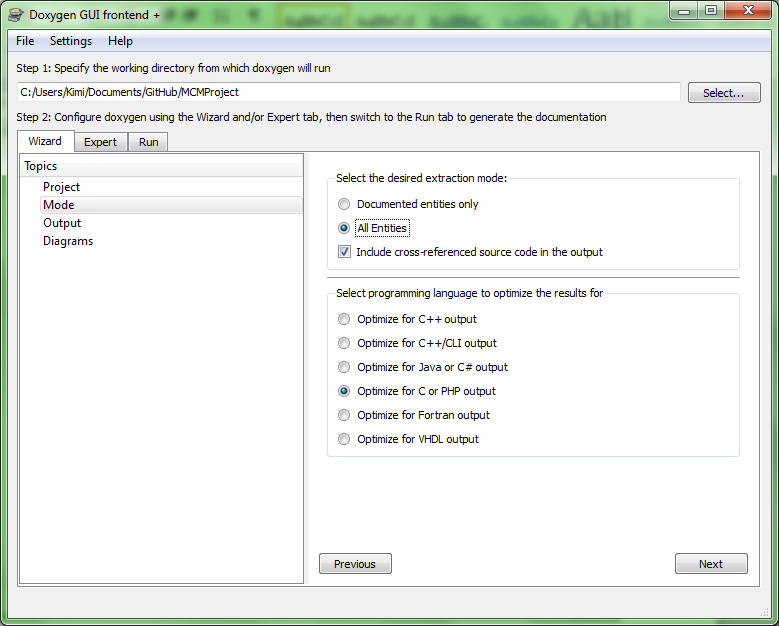 Doxygen GUI frontend +
File Settings Help
Step 1: Specify the working directory from which doxygen will run
C:/Users/Kimi/Documents/GitHub/MCMProject
Select...
Step 2: Configure doxygen using the Wizard and/or Expert tab, then switch to the Run tab to generate the documentation
Wizard Expert Run
Topics
Project
Mode
Output
Diagrams
Select the desired extraction mode:
Documented entities only
All Entities
Include cross-referenced source code in the output
Select programming language to optimize the results for
Optimize for C++ output
Optimize for C++/CLI output
Optimize for Java or C# output
Optimize for C or PHP output
Optimize for Fortran output
Optimize for VHDL output
Previous
Next